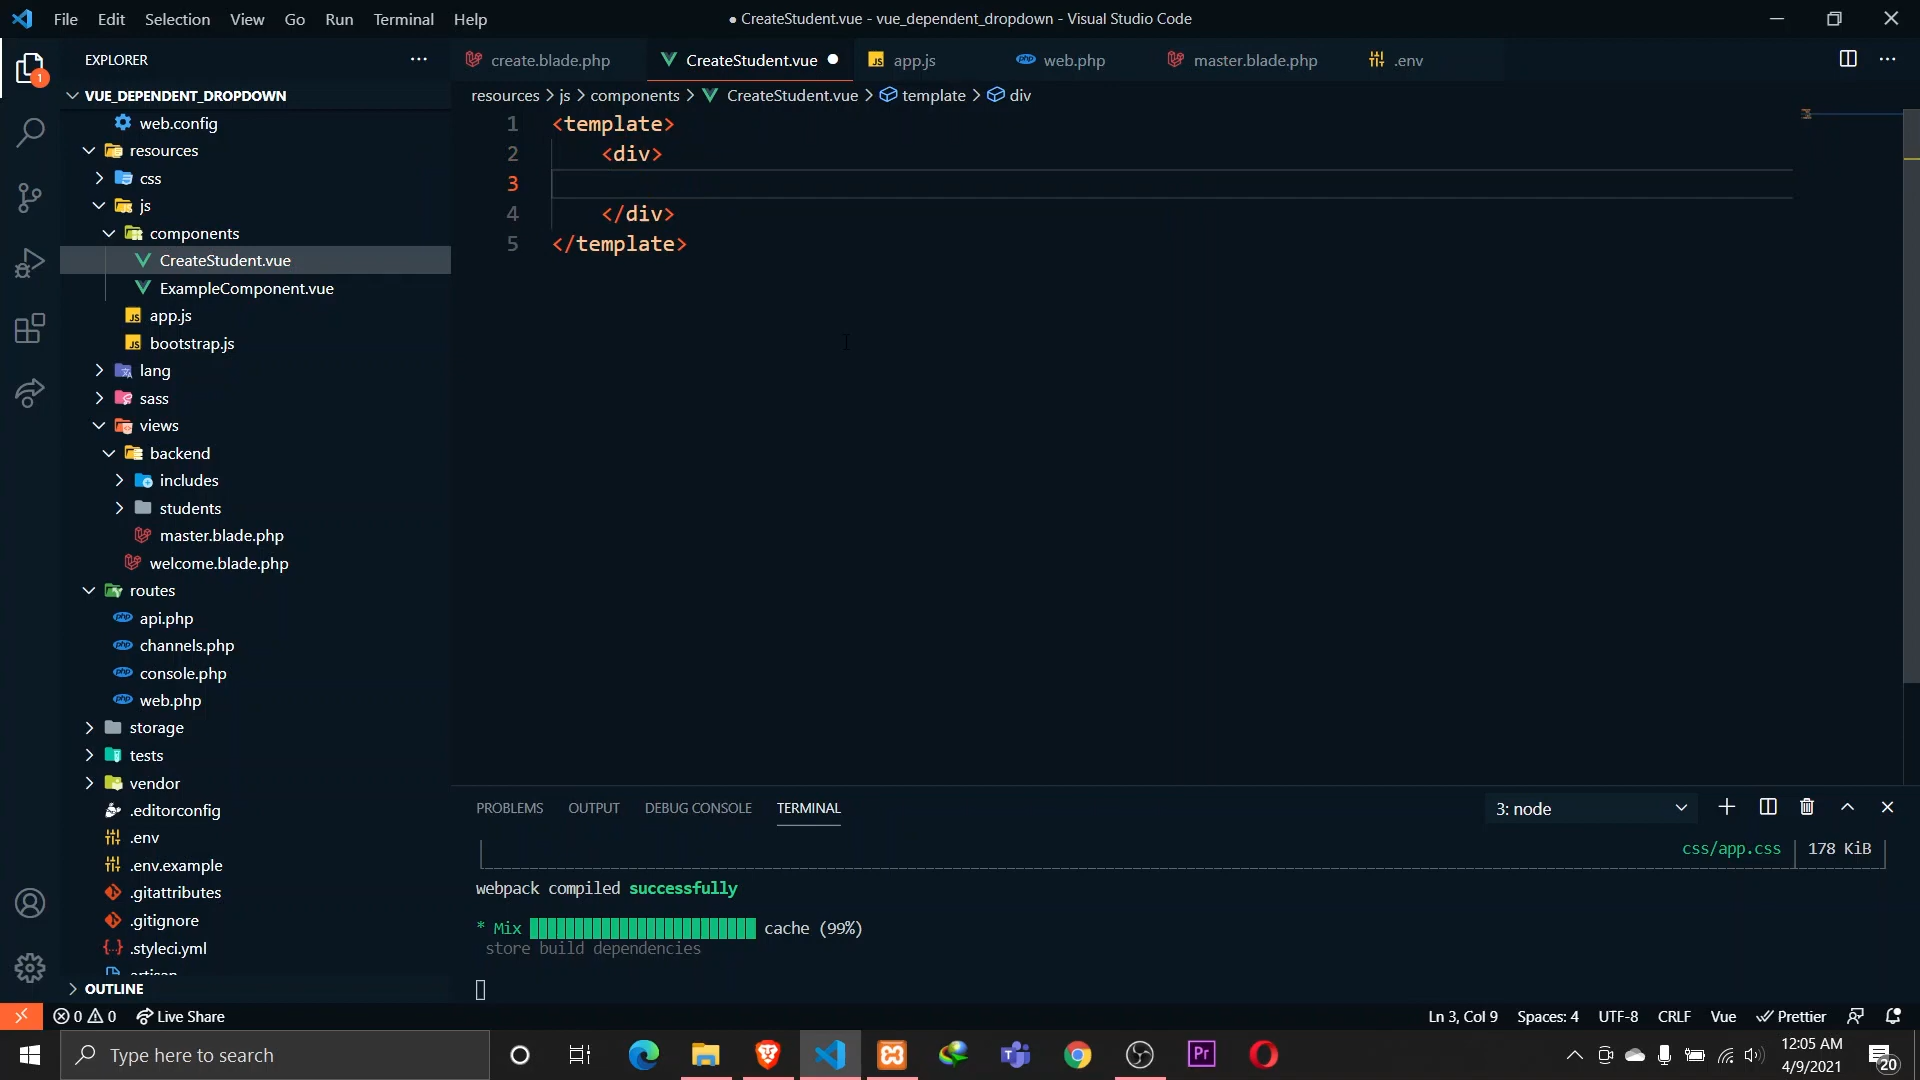 File Edit Selection View Go Run Terminal Help
● CreateStudent.vue - vue_dependent_dropdown - Visual Studio Code
EXPLORER
1
VUE_DEPENDENT_DROPDOWN
web.config
resources
css
js
components
CreateStudent.vue
ExampleComponent.vue
app.js
bootstrap.js
lang
sass
views
backend
includes
students
master.blade.php
welcome.blade.php
routes
api.php
channels.php
console.php
web.php
storage
tests
vendor
.editorconfig
.env
.env.example
.gitattributes
.gitignore
.styleci.yml
artisan
OUTLINE
create.blade.php CreateStudent.vue app.js web.php master.blade.php .env
resources > js > components > CreateStudent.vue > template > div
1 <template>
2 <div>
3
4 </div>
5 </template>
PROBLEMS OUTPUT DEBUG CONSOLE TERMINAL
3: node
css/app.css 178 KiB
webpack compiled successfully
* Mix cache (99%)
store build dependencies
0 0 Live Share
Ln 3, Col 9 Spaces: 4 UTF-8 CRLF Vue Prettier
Type here to search
Pr
12:05 AM
4/9/2021
20